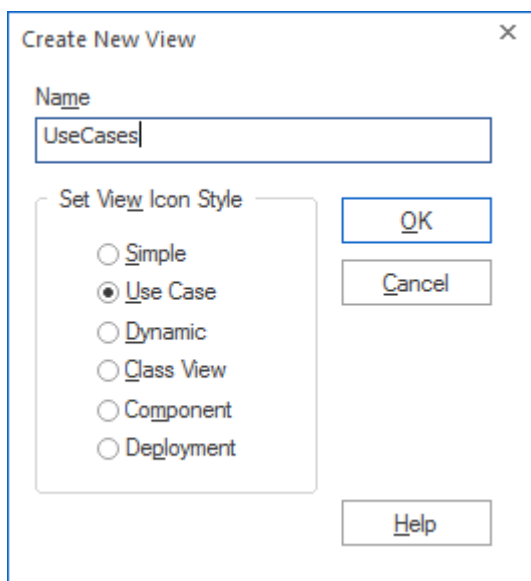 Create New View
Name
UseCases
Set View Icon Style
Simple
Use Case
Dynamic
Class View
Component
Deployment
OK
Cancel
Help